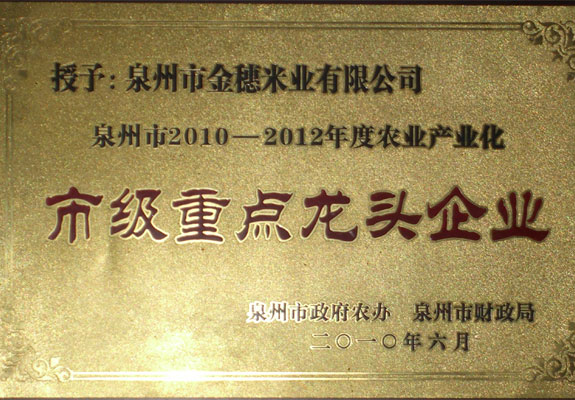 授予：泉州市金穗米业有限公司
泉州市2010—2012年度农业产业化
市级重点龙头企业
泉州市政府农办 泉州市财政局
二〇一〇年六月